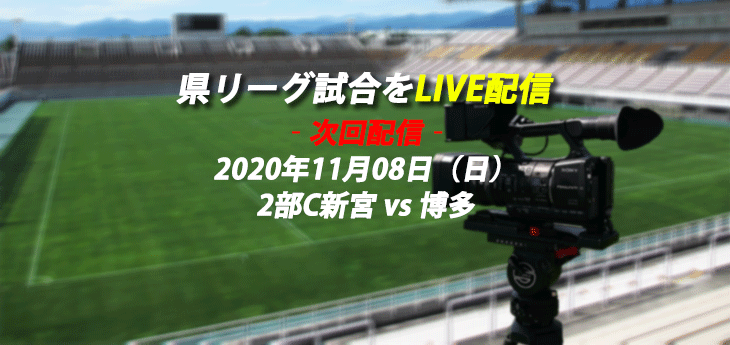 県リーグ試合をLIVE配信
- 次回配信 -
2020年11月08日（日）
2部C新宮 vs 博多
SONY